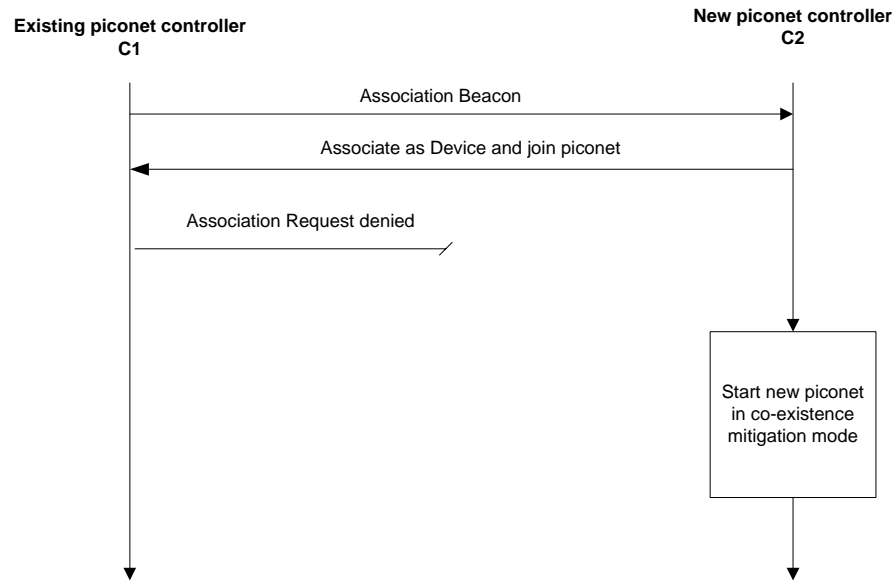 Existing piconet controller
C1
New piconet controller
C2
Association Beacon
Associate as Device and join piconet
Association Request denied
Start new piconet
in co-existence
mitigation mode